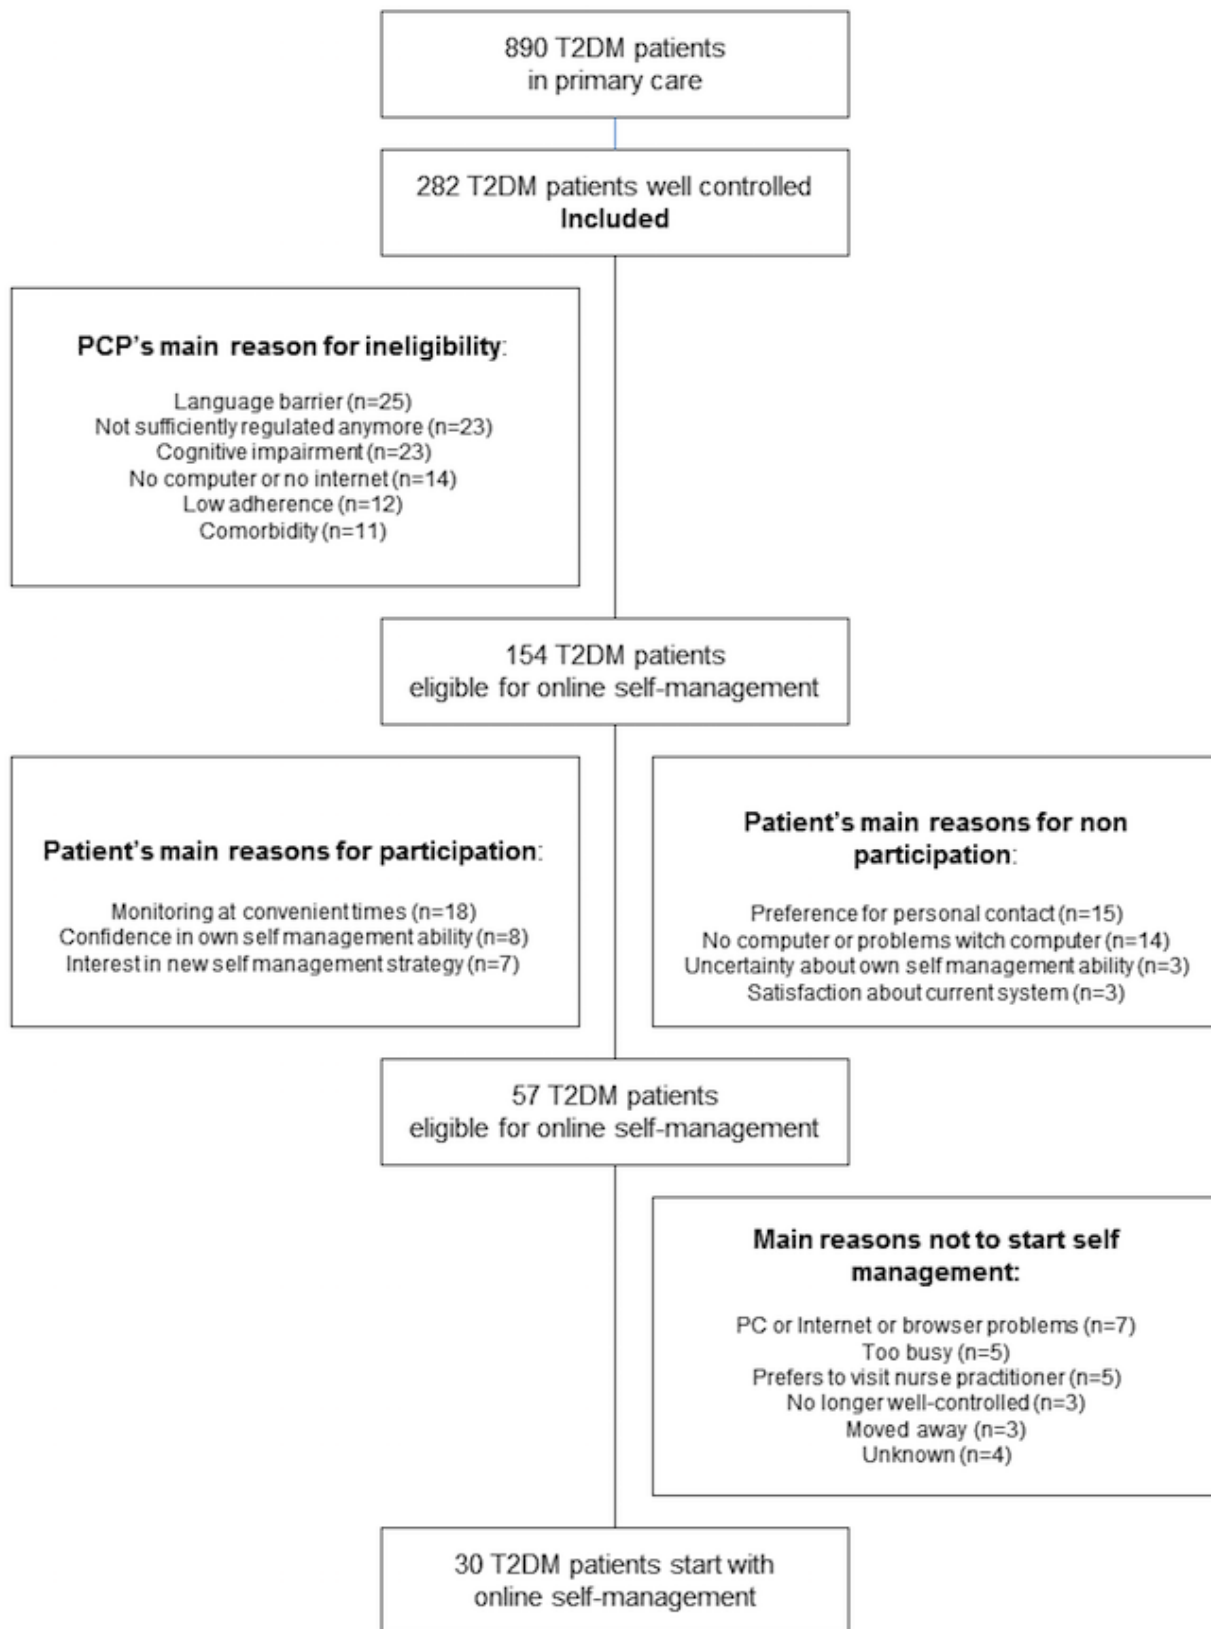 890 T2DM patients
in primary care
282 T2DM patients well controlled
Included
PCP's main reason for ineligibility:
Language barrier (n=25)
Not sufficiently regulated anymore (n=23)
Cognitive impairment (n=23)
No computer or no internet (n=14)
Low adherence (n=12)
Comorbidity (n=11)
154 T2DM patients
eligible for online self-management
Patient's main reasons for participation:
Monitoring at convenient times (n=18)
Confidence in own self management ability (n=8)
Interest in new self management strategy (n=7)
Patient's main reasons for non
participation:
Preference for personal contact (n=15)
No computer or problems witch computer (n=14)
Uncertainty about own self management ability (n=3)
Satisfaction about current system (n=3)
57 T2DM patients
eligible for online self-management
Main reasons not to start self
management:
PC or Internet or browser problems (n=7)
Too busy (n=5)
Prefers to visit nurse practitioner (n=5)
No longer well-controlled (n=3)
Moved away (n=3)
Unknown (n=4)
30 T2DM patients start with
online self-management